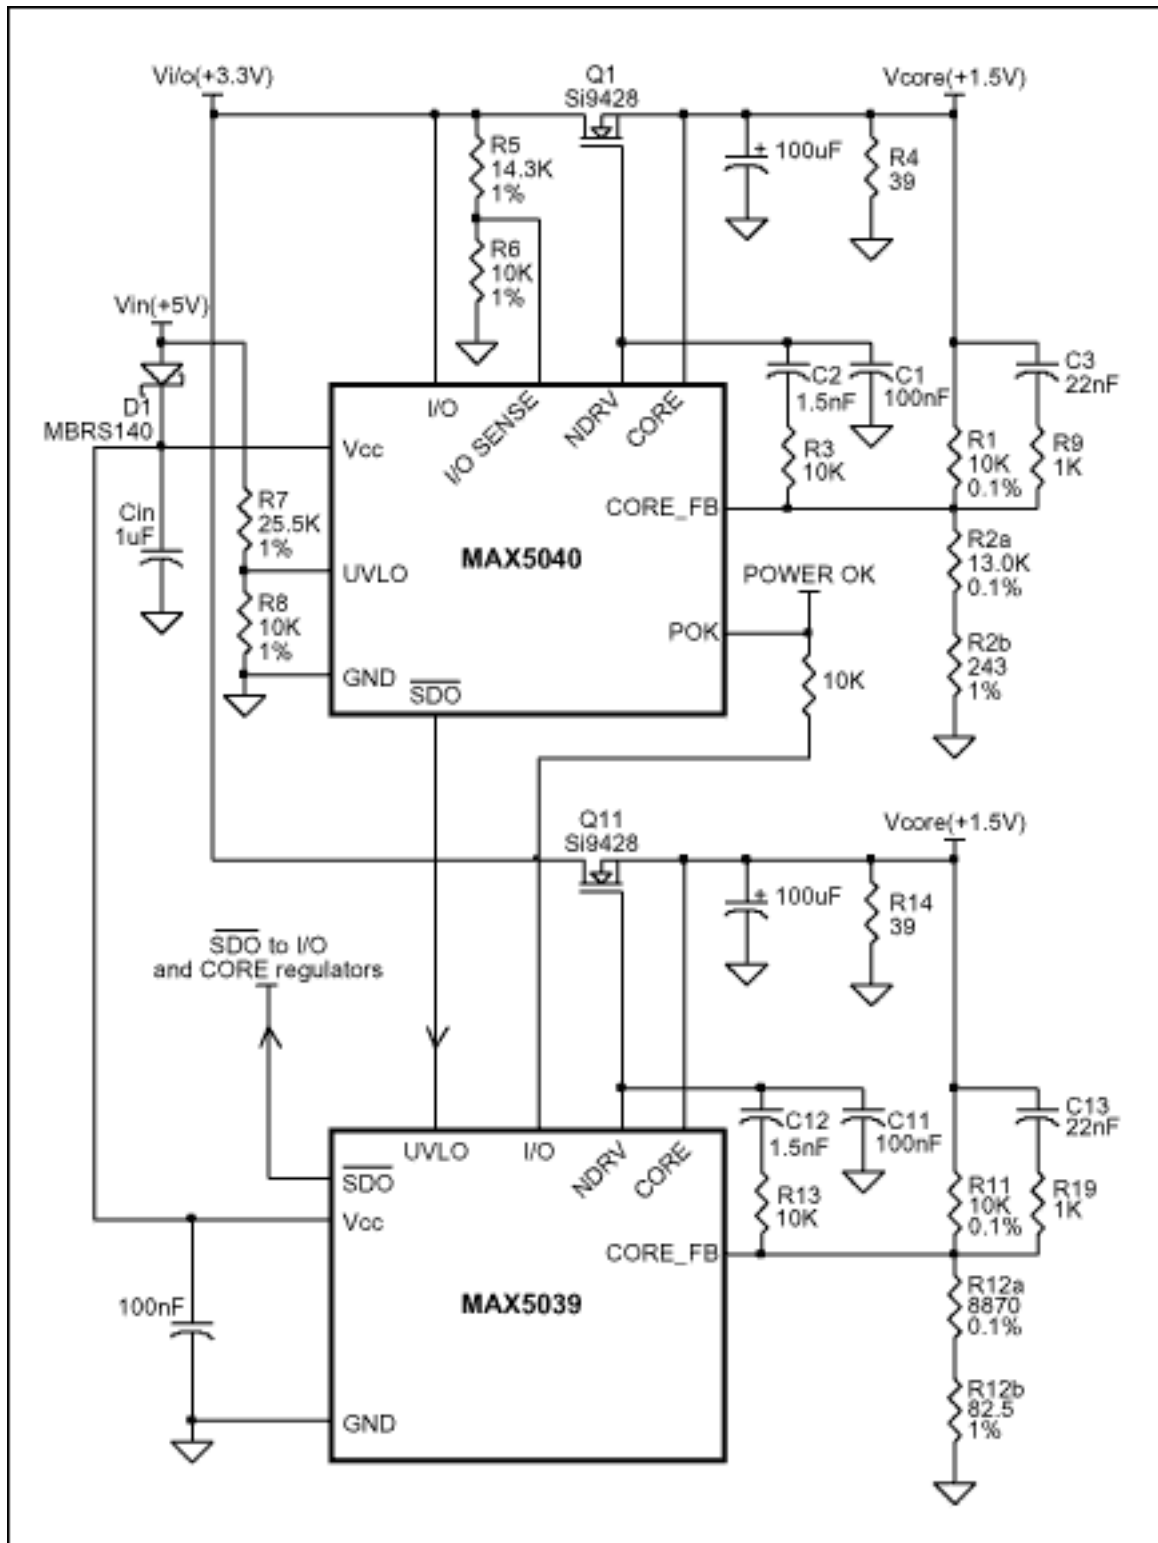 Vi/o(+3.3V)
Q1
Si9428
Vcore(+1.5V)
R5
14.3K
1%
+ 100uF
R4
39
R6
10K
1%
Vin(+5V)
D1
MBRS140
I/O
I/O SENSE
NDRV
CORE
C2
1.5nF
C1
100nF
C3
22nF
Vcc
R3
10K
R1
10K
0.1%
R9
1K
Cin
1uF
R7
25.5K
1%
CORE_FB
MAX5040
R2a
13.0K
0.1%
UVLO
POWER OK
R8
10K
1%
POK
R2b
243
1%
GND
SDO
10K
Q11
Si9428
Vcore(+1.5V)
+ 100uF
R14
39
SDO to I/O
and CORE regulators
UVLO
I/O
NDRV
CORE
C12
1.5nF
C11
100nF
C13
22nF
SDO
R13
10K
R11
10K
0.1%
R19
1K
Vcc
CORE_FB
MAX5039
R12a
8870
0.1%
100nF
R12b
82.5
1%
GND